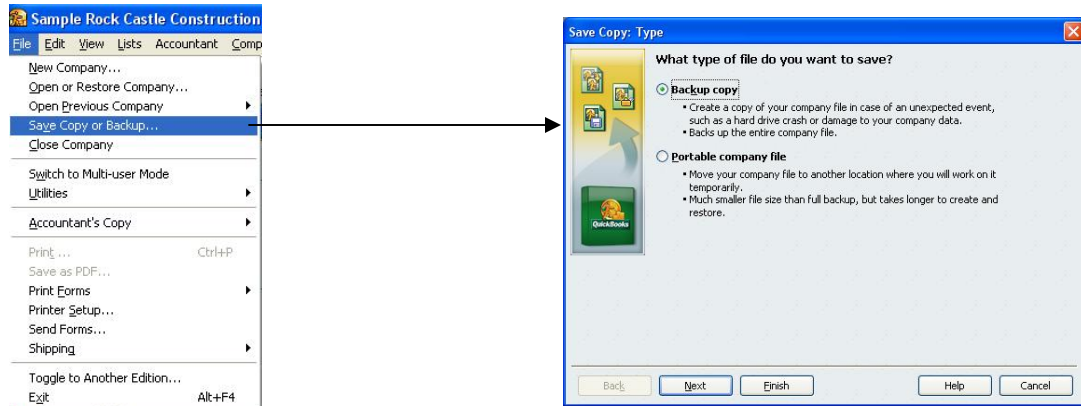 Sample Rock Castle Construction
File Edit View Lists Accountant Comp
New Company...
Open or Restore Company...
Open Previous Company
Save Copy or Backup...
Close Company
Switch to Multi-user Mode
Utilities
Accountant's Copy
Print ... Ctrl+P
Save as PDF...
Print Forms
Printer Setup...
Send Forms...
Shipping
Toggle to Another Edition...
Exit Alt+F4
Save Copy: Type
What type of file do you want to save?
Backup copy
• Create a copy of your company file in case of an unexpected event,
such as a hard drive crash or damage to your company data.
• Backs up the entire company file.
Portable company file
• Move your company file to another location where you will work on it
temporarily.
• Much smaller file size than full backup, but takes longer to create and
restore.
QuickBooks
Back Next Finish Help Cancel